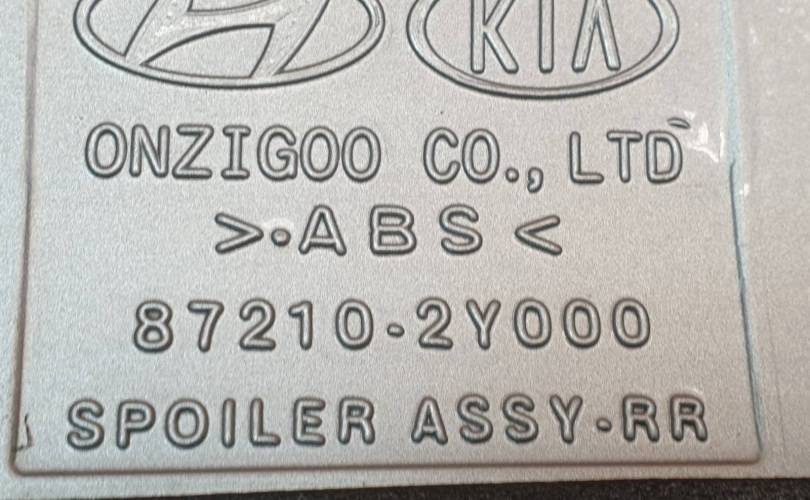 KIA
ONZIGOO CO., LTD
>·ABS<
87210-2Y000
SPOILER ASSY-RR